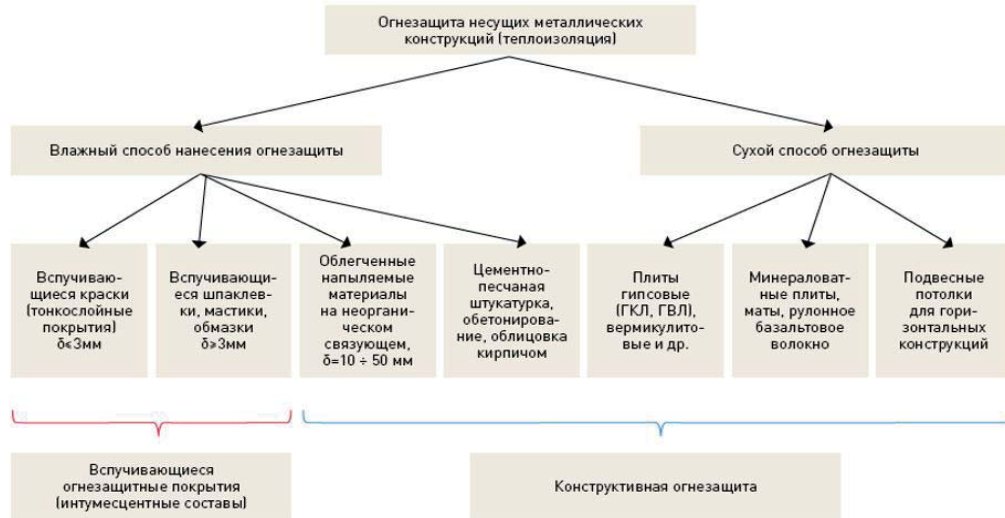 Огнезащита несущих металлических
конструкций (теплоизоляция)
Влажный способ нанесения огнезащиты
Сухой способ огнезащиты
Вспучиваю-
щиеся краски
(тонкослойные
покрытия)
δ≤3мм
Вспучивающи-
еся шпаклев-
ки, мастики,
обмазки
δ≥3мм
Облегченные
напыляемые
материалы
на неоргани-
ческом
связующем,
δ=10 ÷ 50 мм
Цементно-
песчаная
штукатурка,
обетонирова-
ние, облицовка
кирпичом
Плиты
гипсовые
(ГКЛ, ГВЛ),
вермикулито-
вые и др.
Минераловат-
ные плиты,
маты, рулонное
базальтовое
волокно
Подвесные
потолки
для гори-
зонтальных
конструкций
Вспучивающиеся
огнезащитные покрытия
(интумесцентные составы)
Конструктивная огнезащита